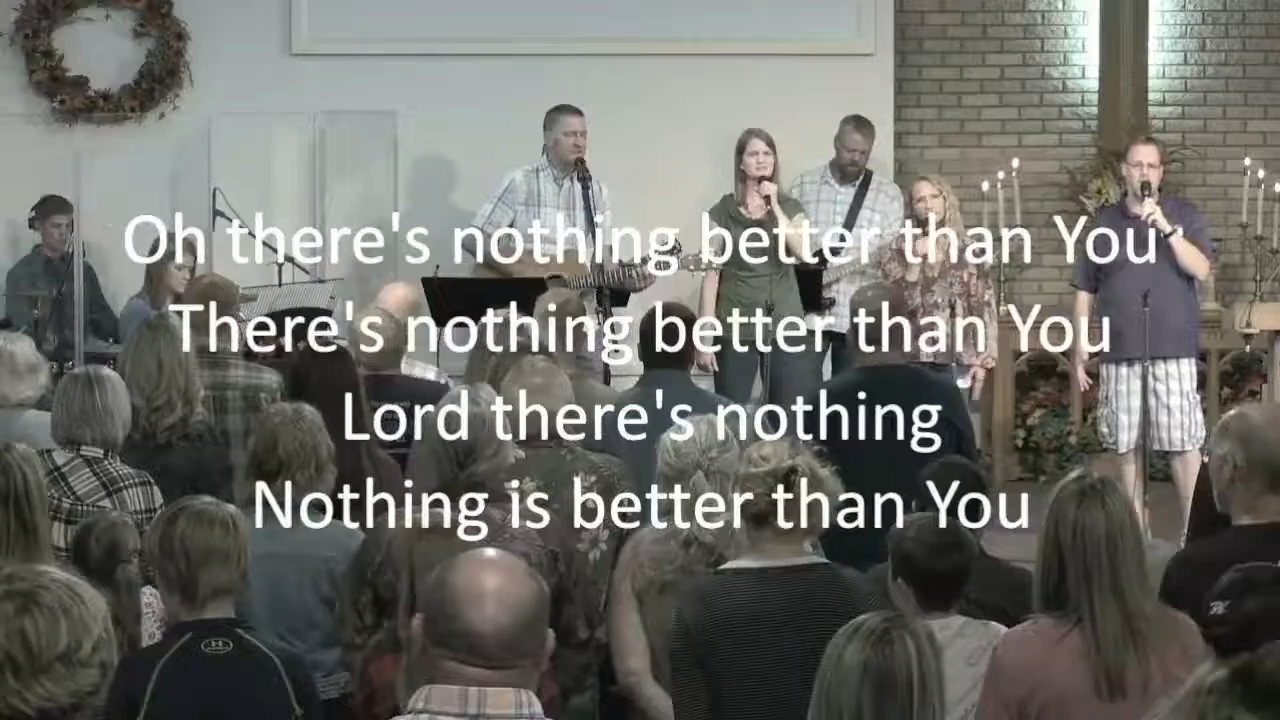 Oh there's nothing better than You
There's nothing better than You
Lord there's nothing
Nothing is better than You